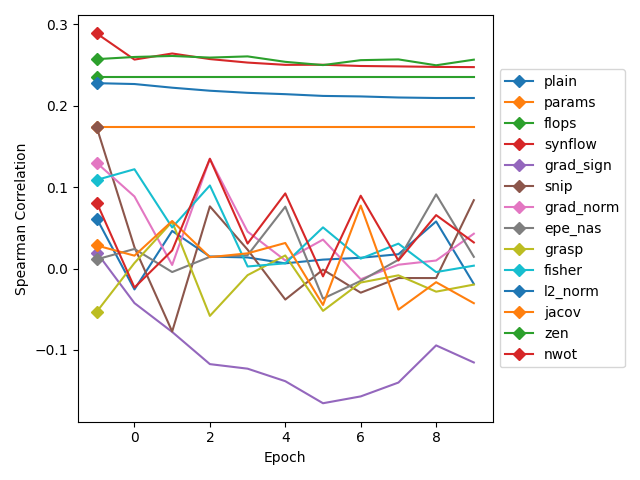 0.3
0.2
0.1
0.0
−0.1
Spearman Correlation
0
2
4
6
8
Epoch
plain
params
flops
synflow
grad_sign
snip
grad_norm
epe_nas
grasp
fisher
l2_norm
jacov
zen
nwot